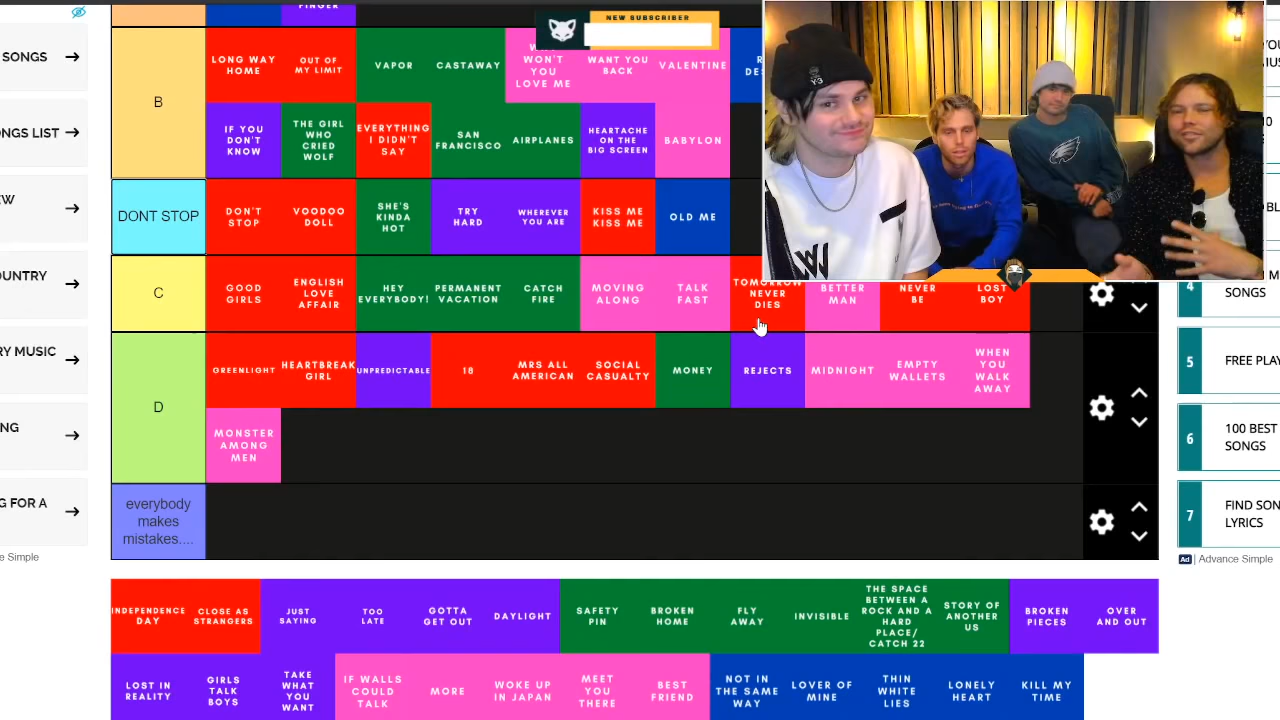 FINGER
NEW SUBSCRIBER
SONGS
B
LONG WAY
HOME
OUT OF
MY LIMIT
VAPOR
CASTAWAY
WON'T
YOU
LOVE ME
WANT YOU
BACK
VALENTINE
ONGS LIST
IF YOU
DON'T
KNOW
THE GIRL
WHO
CRIED
WOLF
EVERYTHING
I DIDN'T
SAY
SAN
FRANCISCO
AIRPLANES
HEARTACHE
ON THE
BIG SCREEN
BABYLON
Y-3
DONT STOP
DON'T
STOP
VOODOO
DOLL
SHE'S
KINDA
HOT
TRY
HARD
WHEREVER
YOU ARE
KISS ME
KISS ME
OLD ME
OUNTRY
C
GOOD
GIRLS
ENGLISH
LOVE
AFFAIR
HEY
EVERYBODY!
PERMANENT
VACATION
CATCH
FIRE
MOVING
ALONG
TALK
FAST
TOMORROW
NEVER
DIES
BETTER
MAN
NEVER
BE
LOST
BOY
4
SONGS
RY MUSIC
D
GREENLIGHT
HEARTBREAK
GIRL
UNPREDICTABLE
18
MRS ALL
AMERICAN
SOCIAL
CASUALTY
MONEY
REJECTS
MIDNIGHT
EMPTY
WALLETS
WHEN
YOU
WALK
AWAY
5
FREE PLAY
MONSTER
AMONG
MEN
6
100 BEST
SONGS
NG
G FOR A
everybody
makes
mistakes....
7
FIND SON
LYRICS
e Simple
Ad
Advance Simple
INDEPENDENCE
DAY
CLOSE AS
STRANGERS
JUST
SAYING
TOO
LATE
GOTTA
GET OUT
DAYLIGHT
SAFETY
PIN
BROKEN
HOME
FLY
AWAY
INVISIBLE
THE SPACE
BETWEEN A
ROCK AND A
HARD
PLACE/
CATCH 22
STORY OF
ANOTHER
US
BROKEN
PIECES
OVER
AND OUT
LOST IN
REALITY
GIRLS
TALK
BOYS
TAKE
WHAT
YOU
WANT
IF WALLS
COULD
TALK
MORE
WOKE UP
IN JAPAN
MEET
YOU
THERE
BEST
FRIEND
NOT IN
THE SAME
WAY
LOVER OF
MINE
THIN
WHITE
LIES
LONELY
HEART
KILL MY
TIME